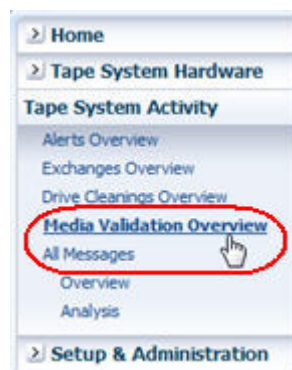 Home
Tape System Hardware
Tape System Activity
Alerts Overview
Exchanges Overview
Drive Cleanings Overview
Media Validation Overview
All Messages
Overview
Analysis
Setup & Administration